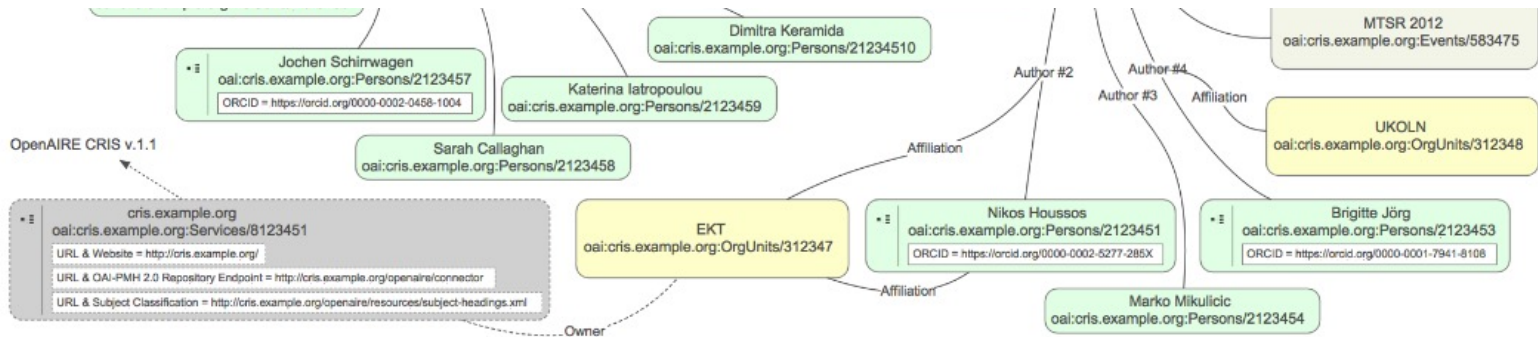 Dimitra Keramida
oai:cris.example.org:Persons/21234510
MTSR 2012
oai:cris.example.org:Events/583475
Jochen Schirrwagen
oai:cris.example.org:Persons/2123457
ORCID = https://orcid.org/0000-0002-0458-1004
Katerina Iatropoulou
oai:cris.example.org:Persons/2123459
Author #2
Author #4
Author #3
Affiliation
UKOLN
oai:cris.example.org:OrgUnits/312348
OpenAIRE CRIS v.1.1
Sarah Callaghan
oai:cris.example.org:Persons/2123458
Affiliation
cris.example.org
oai:cris.example.org:Services/8123451
URL & Website = http://cris.example.org/
URL & OAI-PMH 2.0 Repository Endpoint = http://cris.example.org/openaire/connector
URL & Subject Classification = http://cris.example.org/openaire/resources/subject-headings.xml
EKT
oai:cris.example.org:OrgUnits/312347
Nikos Houssos
oai:cris.example.org:Persons/2123451
ORCID = https://orcid.org/0000-0002-5277-285X
Brigitte Jörg
oai:cris.example.org:Persons/2123453
ORCID = https://orcid.org/0000-0001-7941-8108
Affiliation
Marko Mikulicic
oai:cris.example.org:Persons/2123454
Owner